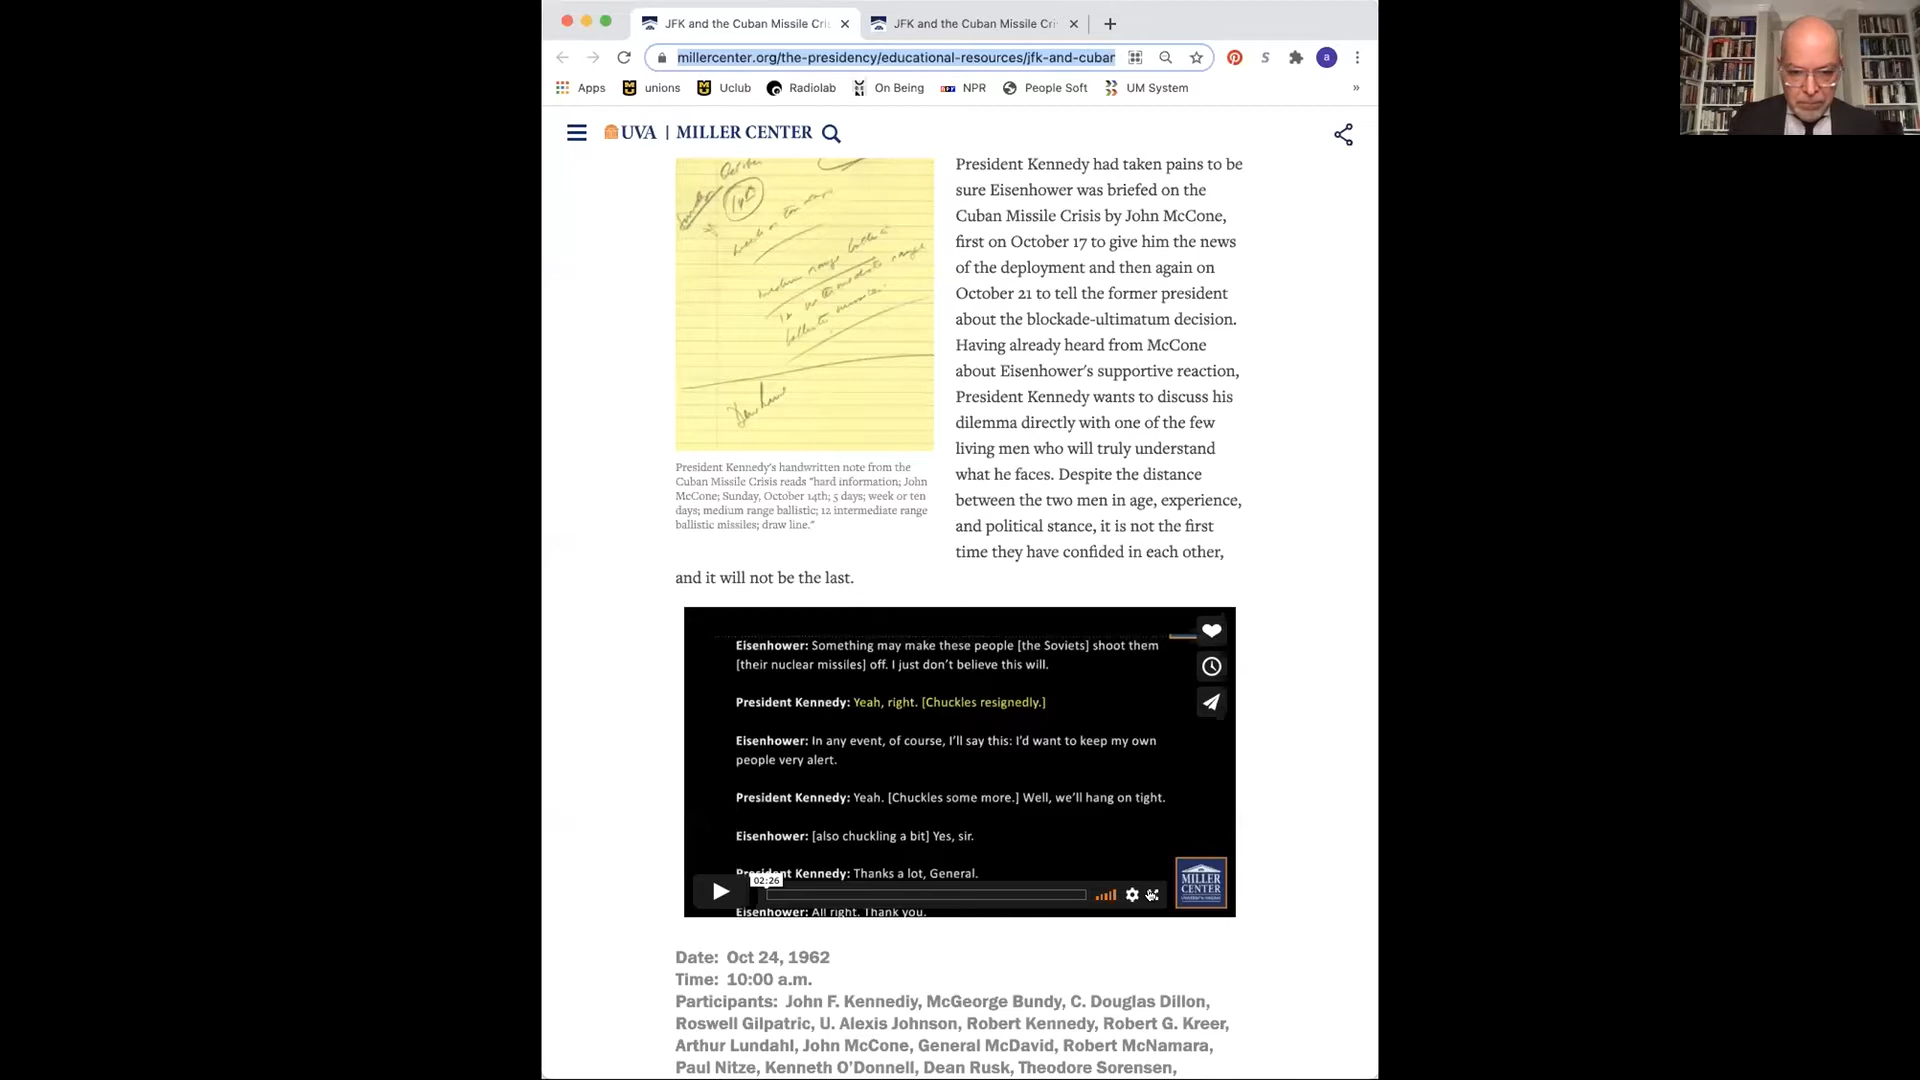 JFK and the Cuban Missile Cri
JFK and the Cuban Missile Cri
millercenter.org/the-presidency/educational-resources/jfk-and-cubar
S
a
Apps
unions
Uclub
Radiolab
On Being
NPR
People Soft
UM System
»
UVA | MILLER CENTER
October
week or ten days
medium range ballistic
12 intermediate range
ballistic missiles
President Kennedy's handwritten note from the
Cuban Missile Crisis reads "hard information; John
McCone; Sunday, October 14th; 5 days; week or ten
days; medium range ballistic; 12 intermediate range
ballistic missiles; draw line."
President Kennedy had taken pains to be
sure Eisenhower was briefed on the
Cuban Missile Crisis by John McCone,
first on October 17 to give him the news
of the deployment and then again on
October 21 to tell the former president
about the blockade-ultimatum decision.
Having already heard from McCone
about Eisenhower's supportive reaction,
President Kennedy wants to discuss his
dilemma directly with one of the few
living men who will truly understand
what he faces. Despite the distance
between the two men in age, experience,
and political stance, it is not the first
time they have confided in each other,
and it will not be the last.
Eisenhower: Something may make these people [the Soviets] shoot them
[their nuclear missiles] off. I just don't believe this will.
President Kennedy: Yeah, right. [Chuckles resignedly.]
Eisenhower: In any event, of course, I'll say this: I'd want to keep my own
people very alert.
President Kennedy: Yeah. [Chuckles some more.] Well, we'll hang on tight.
Eisenhower: [also chuckling a bit] Yes, sir.
President Kennedy: Thanks a lot, General.
02:26
Eisenhower: All right. Thank you.
MILLER
CENTER
Date: Oct 24, 1962
Time: 10:00 a.m.
Participants: John F. Kennediy, McGeorge Bundy, C. Douglas Dillon,
Roswell Gilpatric, U. Alexis Johnson, Robert Kennedy, Robert G. Kreer,
Arthur Lundahl, John McCone, General McDavid, Robert McNamara,
Paul Nitze, Kenneth O'Donnell, Dean Rusk, Theodore Sorensen,